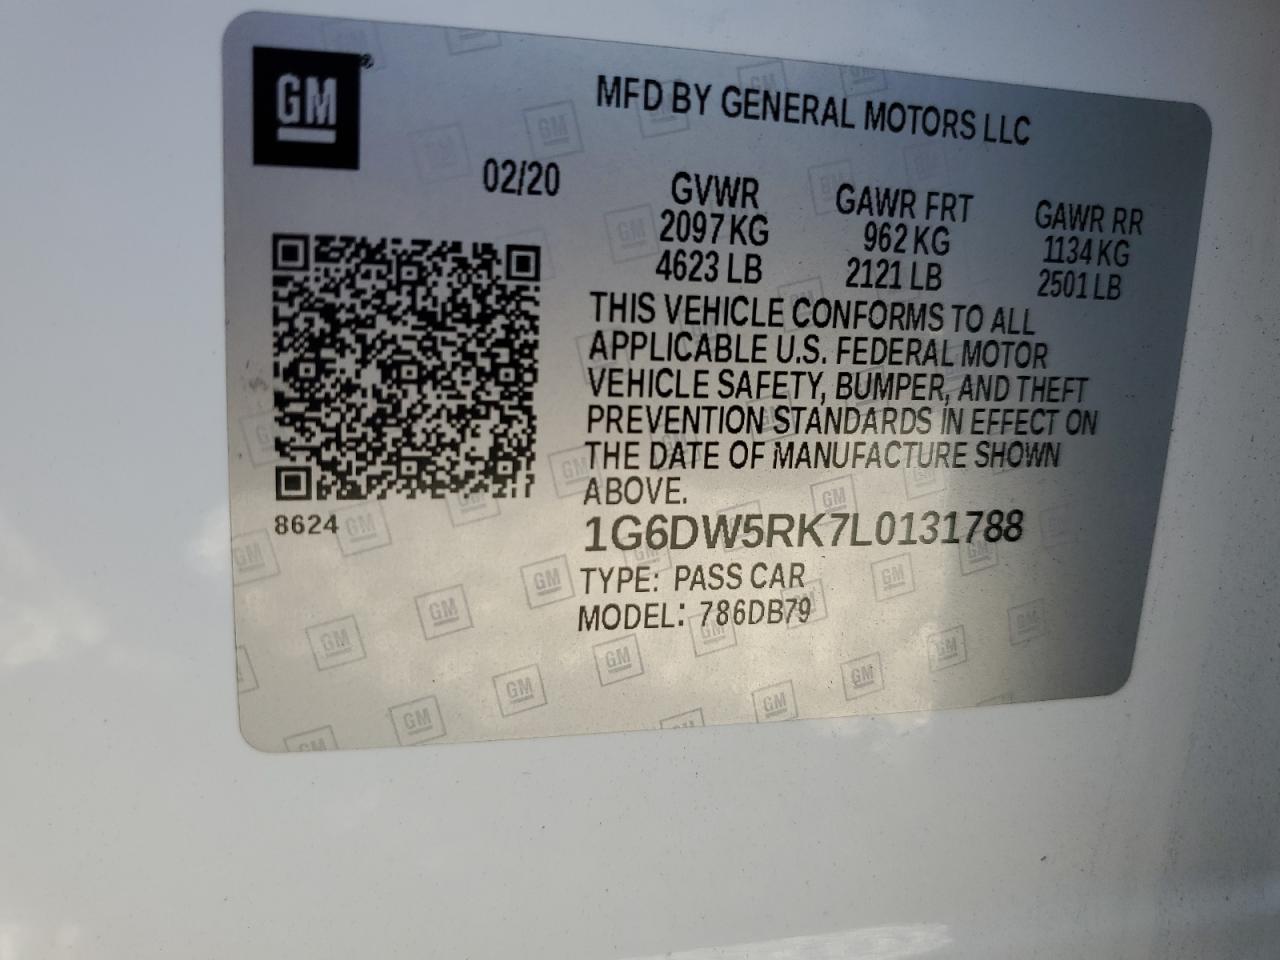 GM®
MFD BY GENERAL MOTORS LLC
02/20
GVWR GAWR FRT GAWR RR
2097 KG 962 KG 1134 KG
4623 LB 2121 LB 2501 LB
THIS VEHICLE CONFORMS TO ALL
APPLICABLE U.S. FEDERAL MOTOR
VEHICLE SAFETY, BUMPER, AND THEFT
PREVENTION STANDARDS IN EFFECT ON
THE DATE OF MANUFACTURE SHOWN
ABOVE.
8624
1G6DW5RK7L0131788
TYPE: PASS CAR
MODEL: 786DB79